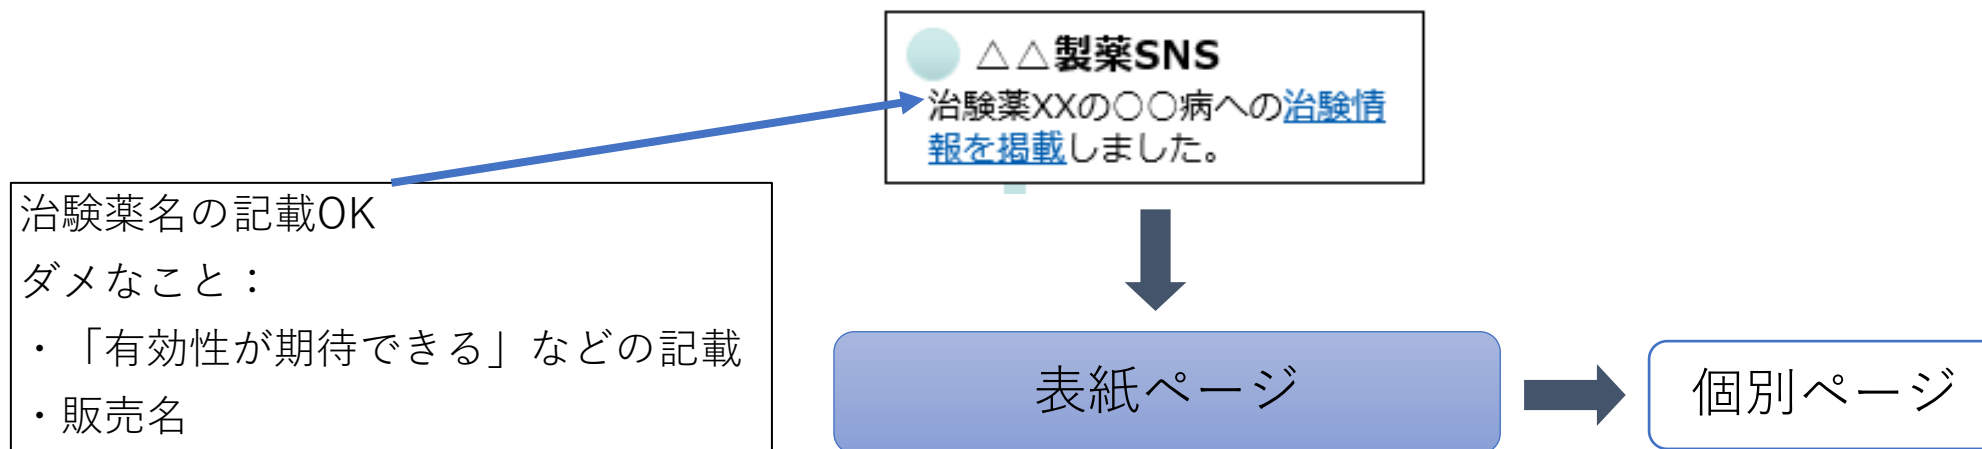 △△製薬SNS
治験薬XXの〇〇病への治験情
報を掲載しました。
治験薬名の記載OK
ダメなこと：
・「有効性が期待できる」などの記載
・販売名
表紙ページ
個別ページ